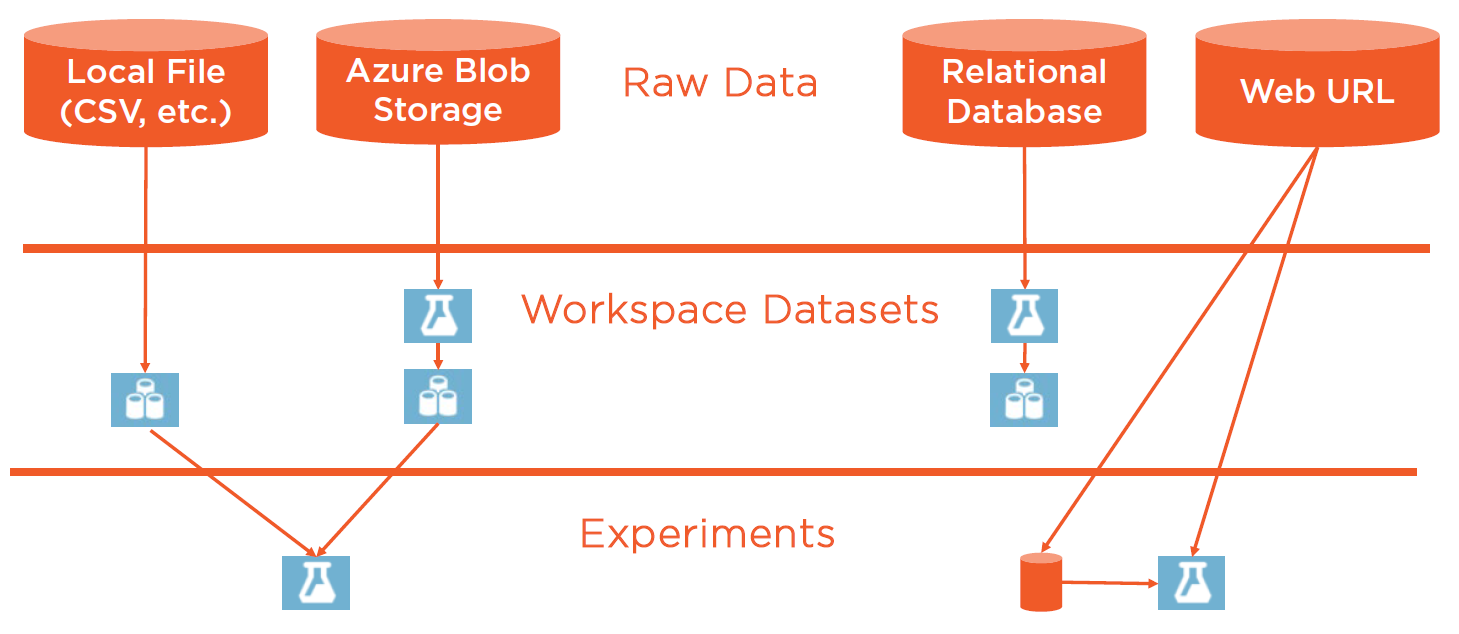 Local File
(CSV, etc.)
Azure Blob
Storage
Raw Data
Relational
Database
Web URL
Workspace Datasets
Experiments